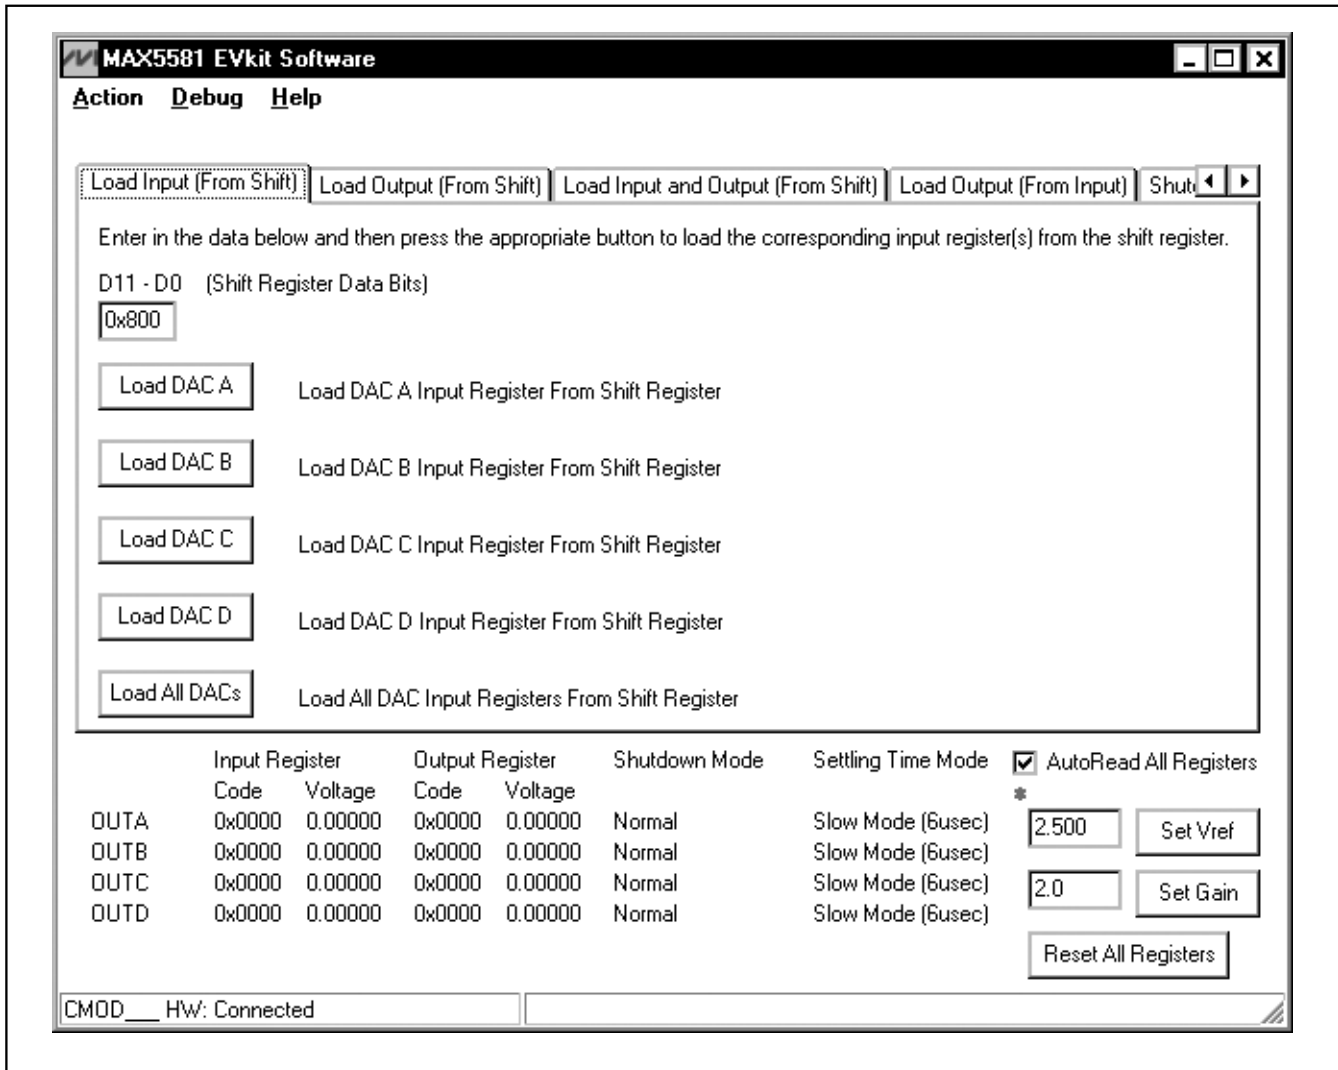 MAX5581 EVkit Software
Action Debug Help
Load Input (From Shift) Load Output (From Shift) Load Input and Output (From Shift) Load Output (From Input)
Enter in the data below and then press the appropriate button to load the corresponding input register(s) from the shift register.
D11 - D0 (Shift Register Data Bits)
0x800
Load DAC A Load DAC A Input Register From Shift Register
Load DAC B Load DAC B Input Register From Shift Register
Load DAC C Load DAC C Input Register From Shift Register
Load DAC D Load DAC D Input Register From Shift Register
Load All DACs Load All DAC Input Registers From Shift Register
Input Register Output Register Shutdown Mode Settling Time Mode AutoRead All Registers
Code Voltage Code Voltage *
OUTA 0x0000 0.00000 0x0000 0.00000 Normal Slow Mode (6usec) 2.500 Set Vref
OUTB 0x0000 0.00000 0x0000 0.00000 Normal Slow Mode (6usec)
OUTC 0x0000 0.00000 0x0000 0.00000 Normal Slow Mode (6usec) 2.0 Set Gain
OUTD 0x0000 0.00000 0x0000 0.00000 Normal Slow Mode (6usec)
Reset All Registers
CMOD___ HW: Connected